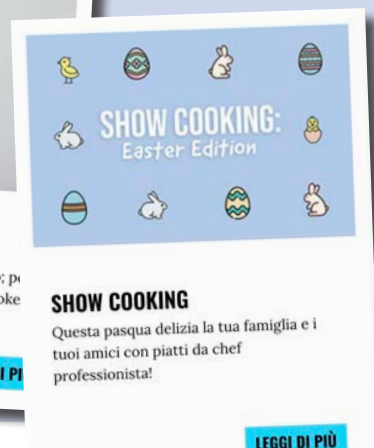 SHOW COOKING:
Easter Edition
SHOW COOKING
Questa pasqua delizia la tua famiglia e i
tuoi amici con piatti da chef
professionista!
LEGGI DI PIÙ